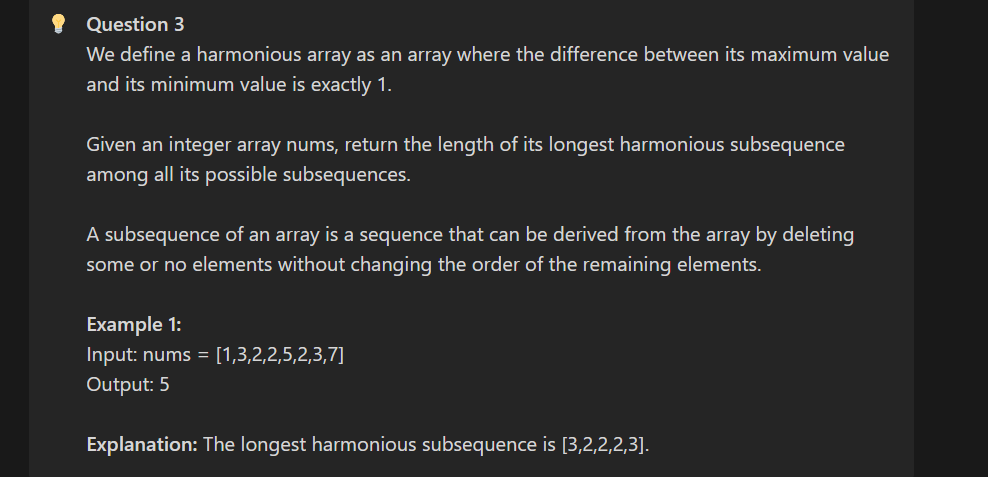 💡 Question 3
We define a harmonious array as an array where the difference between its maximum value
and its minimum value is exactly 1.
Given an integer array nums, return the length of its longest harmonious subsequence
among all its possible subsequences.
A subsequence of an array is a sequence that can be derived from the array by deleting
some or no elements without changing the order of the remaining elements.
Example 1:
Input: nums = [1,3,2,2,5,2,3,7]
Output: 5
Explanation: The longest harmonious subsequence is [3,2,2,2,3].